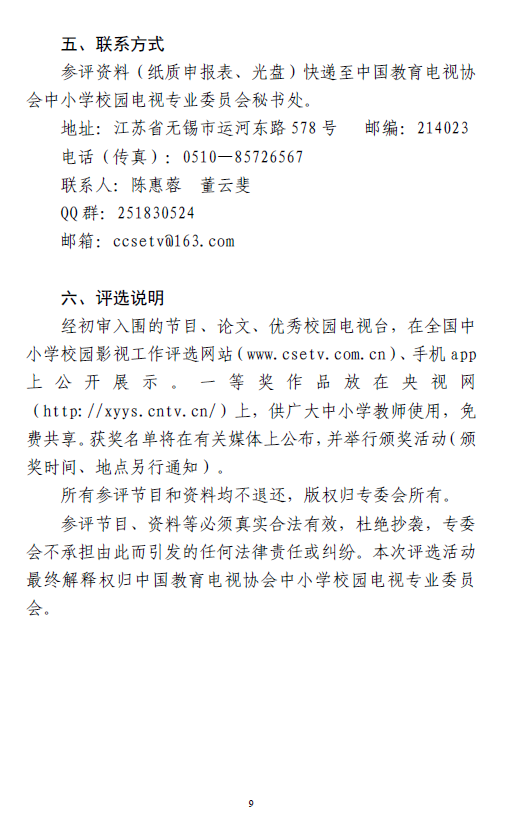 五、联系方式
参评资料（纸质申报表、光盘）快递至中国教育电视协
会中小学校园电视专业委员会秘书处。
地址：江苏省无锡市运河东路 578 号 邮编：214023
电话（传真）：0510—85726567
联系人：陈惠蓉 董云斐
QQ 群：251830524
邮箱：ccsetv@163.com
六、评选说明
经初审入围的节目、论文、优秀校园电视台，在全国中
小学校园影视工作评选网站（www.csetv.com.cn）、手机 app
上公开展示。一等奖作品放在央视网
（http://xyys.cntv.cn/）上，供广大中小学教师使用，免
费共享。获奖名单将在有关媒体上公布，并举行颁奖活动（颁
奖时间、地点另行通知）。
所有参评节目和资料均不退还，版权归专委会所有。
参评节目、资料等必须真实合法有效，杜绝抄袭，专委
会不承担由此而引发的任何法律责任或纠纷。本次评选活动
最终解释权归中国教育电视协会中小学校园电视专业委员
会。
9